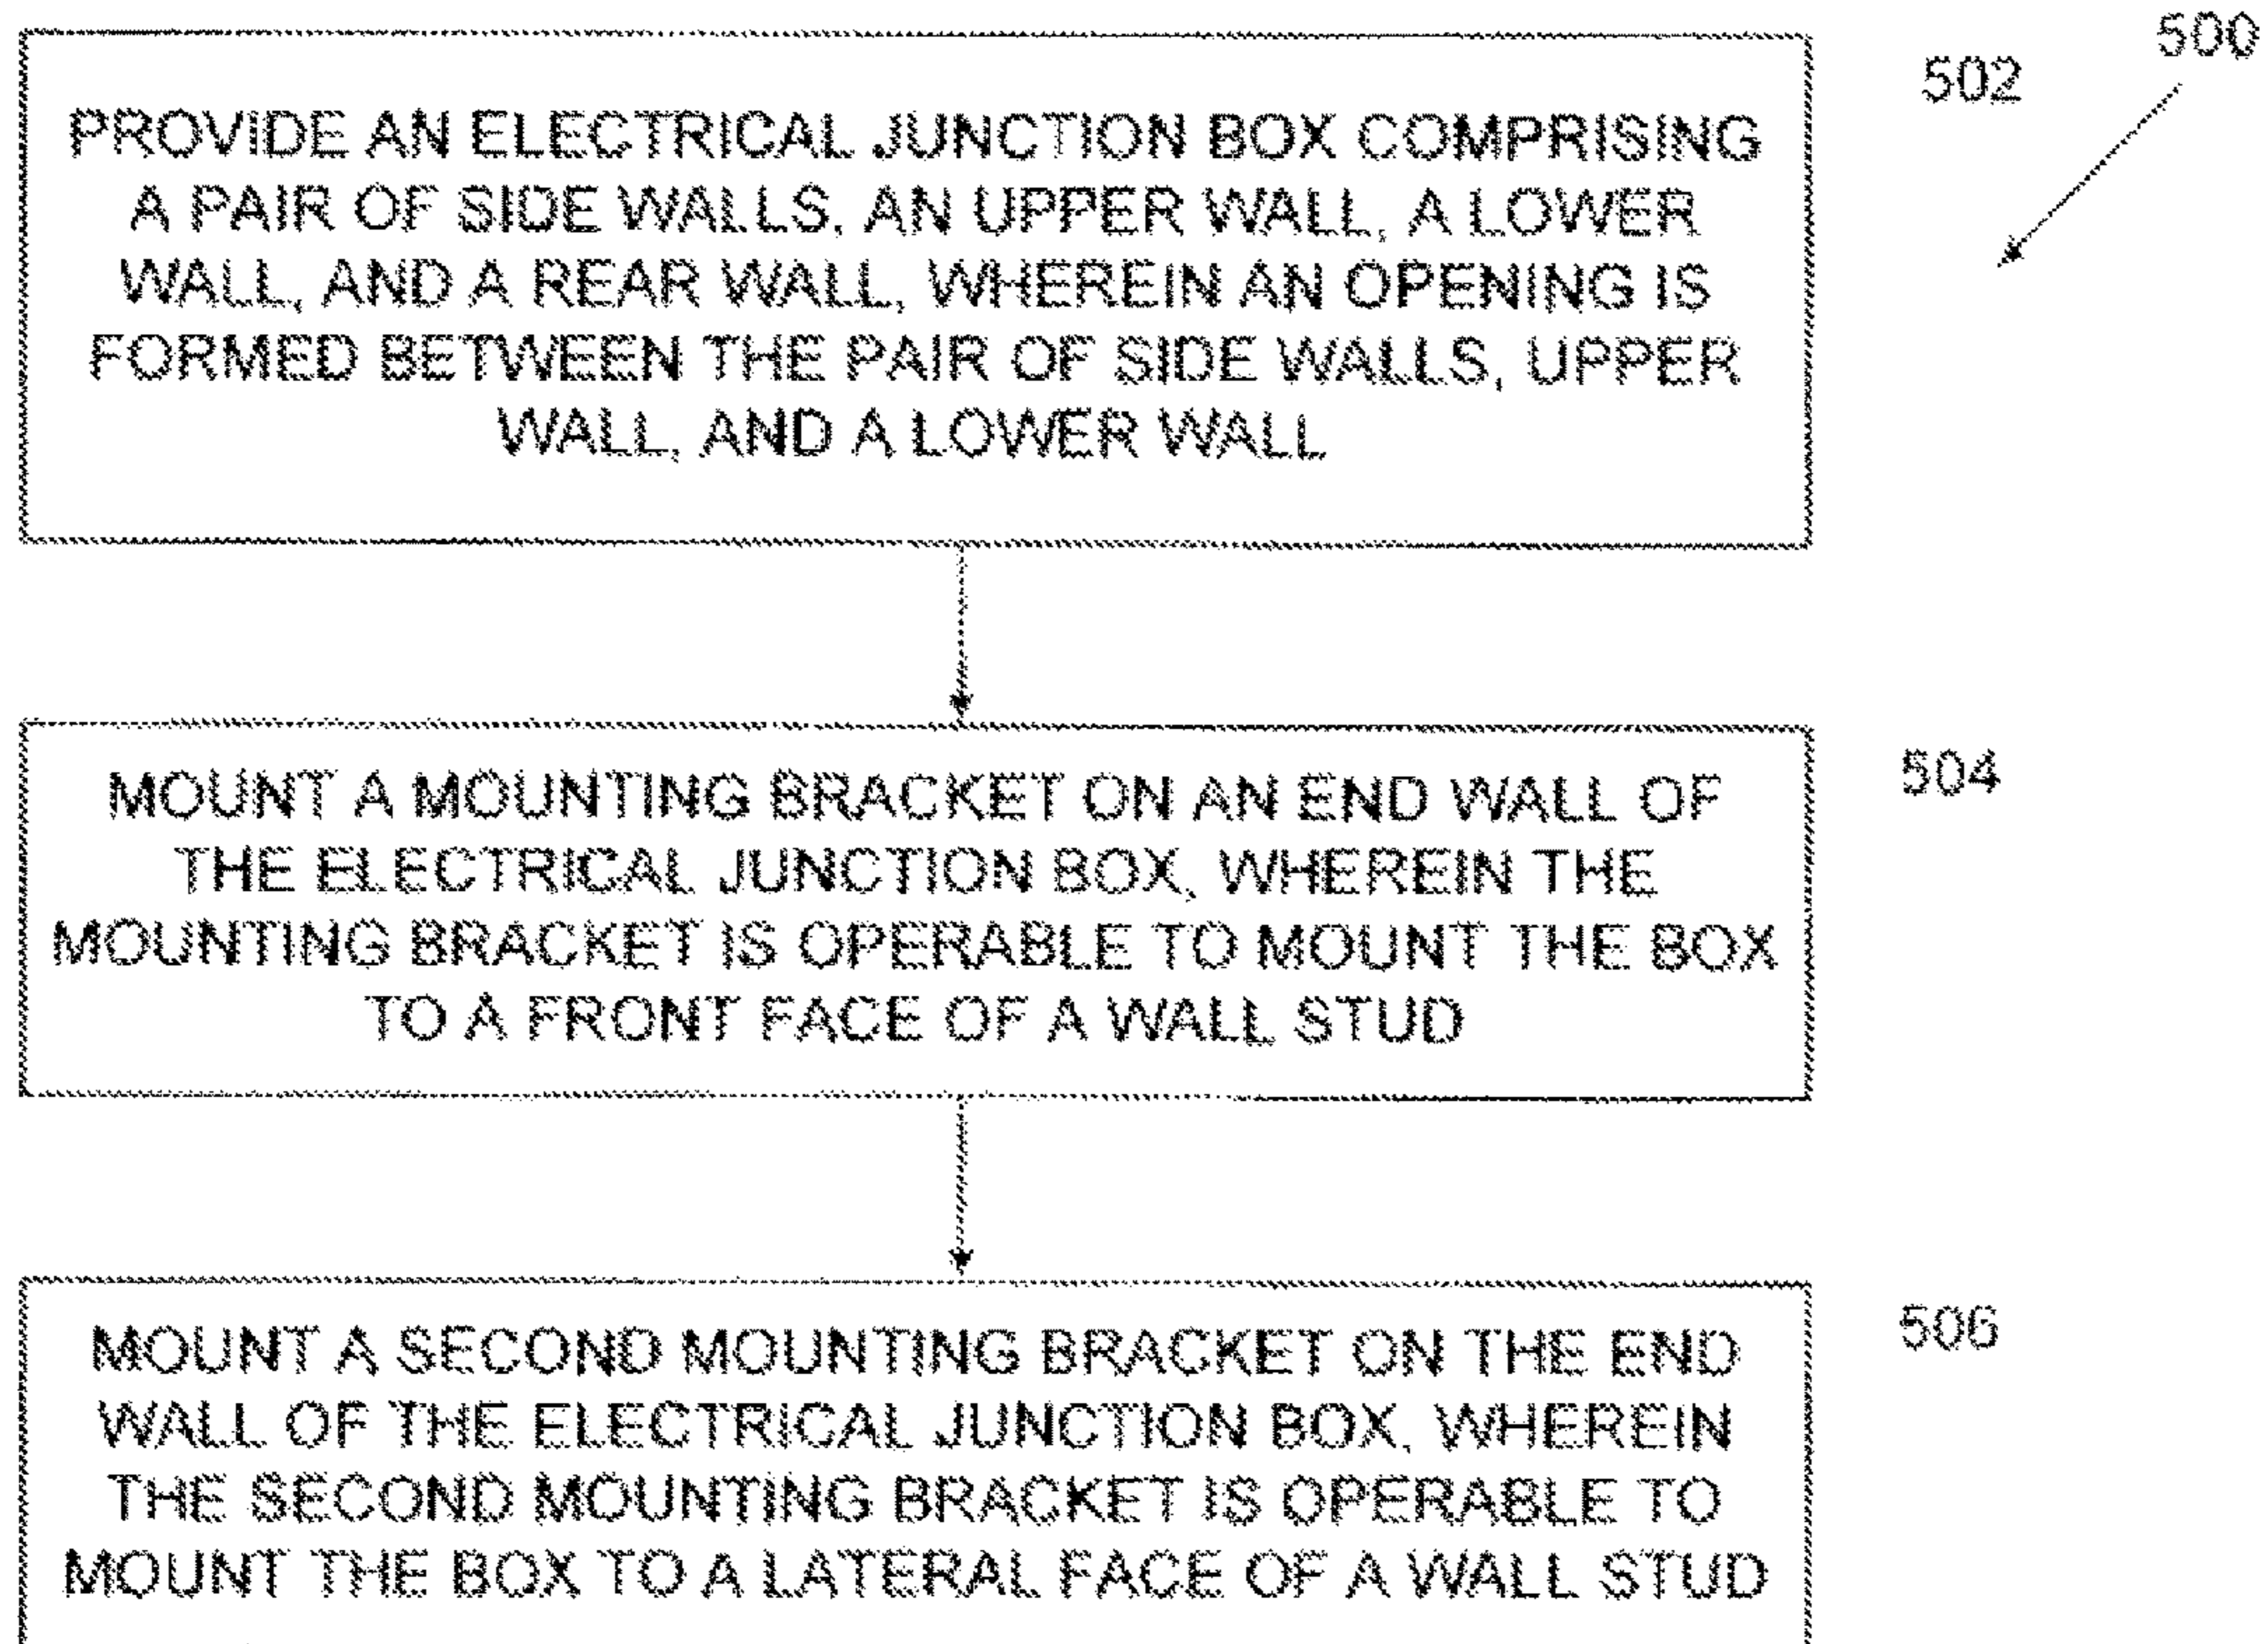 500
502
PROVIDE AN ELECTRICAL JUNCTION BOX COMPRISING
A PAIR OF SIDE WALLS, AN UPPER WALL, A LOWER
WALL, AND A REAR WALL, WHEREIN AN OPENING IS
FORMED BETWEEN THE PAIR OF SIDE WALLS, UPPER
WALL, AND A LOWER WALL
504
MOUNT A MOUNTING BRACKET ON AN END WALL OF
THE ELECTRICAL JUNCTION BOX, WHEREIN THE
MOUNTING BRACKET IS OPERABLE TO MOUNT THE BOX
TO A FRONT FACE OF A WALL STUD
506
MOUNT A SECOND MOUNTING BRACKET ON THE END
WALL OF THE ELECTRICAL JUNCTION BOX, WHEREIN
THE SECOND MOUNTING BRACKET IS OPERABLE TO
MOUNT THE BOX TO A LATERAL FACE OF A WALL STUD